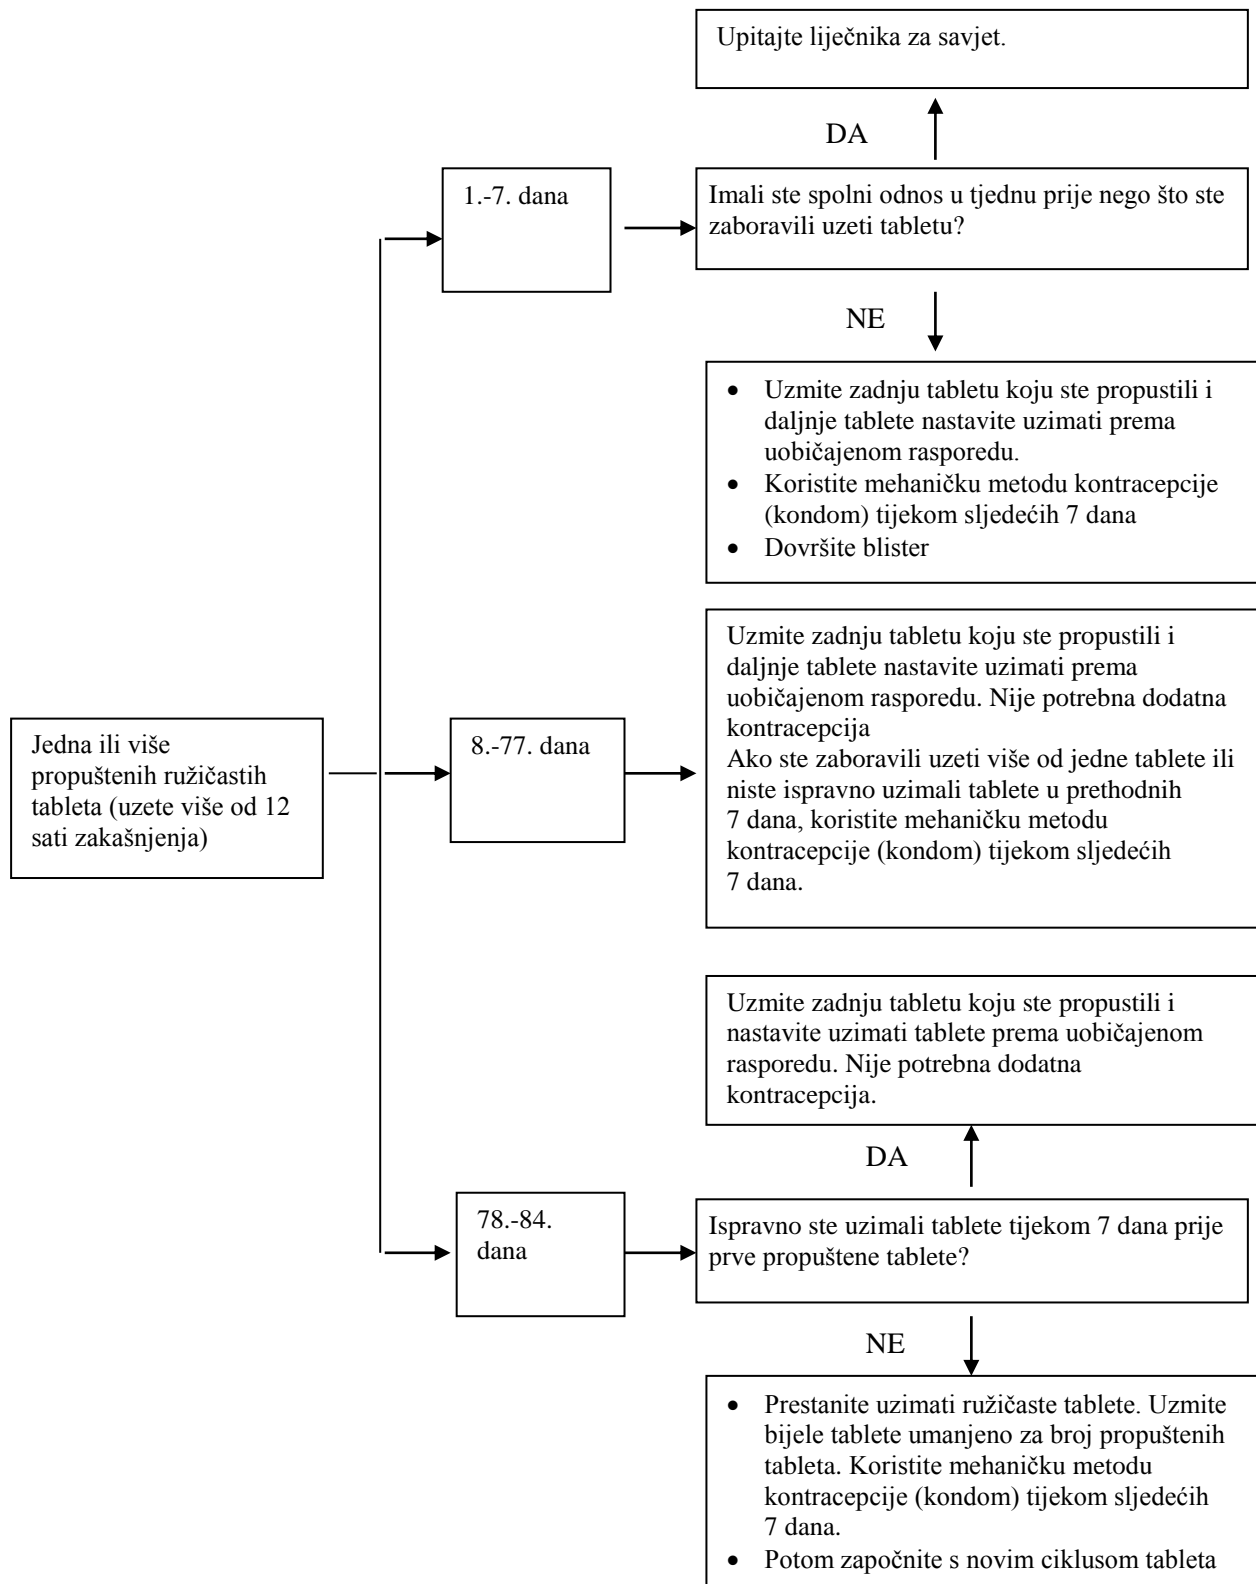 Upitajte liječnika za savjet.
DA
1.-7. dana
Imali ste spolni odnos u tjednu prije nego što ste
zaboravili uzeti tabletu?
NE
• Uzmite zadnju tabletu koju ste propustili i
daljnje tablete nastavite uzimati prema
uobičajenom rasporedu.
• Koristite mehaničku metodu kontracepcije
(kondom) tijekom sljedećih 7 dana
• Dovršite blister
Jedna ili više
propuštenih ružičastih
tableta (uzete više od 12
sati zakašnjenja)
8.-77. dana
Uzmite zadnju tabletu koju ste propustili i
daljnje tablete nastavite uzimati prema
uobičajenom rasporedu. Nije potrebna dodatna
kontracepcija
Ako ste zaboravili uzeti više od jedne tablete ili
niste ispravno uzimali tablete u prethodnih
7 dana, koristite mehaničku metodu
kontracepcije (kondom) tijekom sljedećih
7 dana.
Uzmite zadnju tabletu koju ste propustili i
nastavite uzimati tablete prema uobičajenom
rasporedu. Nije potrebna dodatna
kontracepcija.
DA
78.-84.
dana
Ispravno ste uzimali tablete tijekom 7 dana prije
prve propuštene tablete?
NE
• Prestanite uzimati ružičaste tablete. Uzmite
bijele tablete umanjeno za broj propuštenih
tableta. Koristite mehaničku metodu
kontracepcije (kondom) tijekom sljedećih
7 dana.
• Potom započnite s novim ciklusom tableta